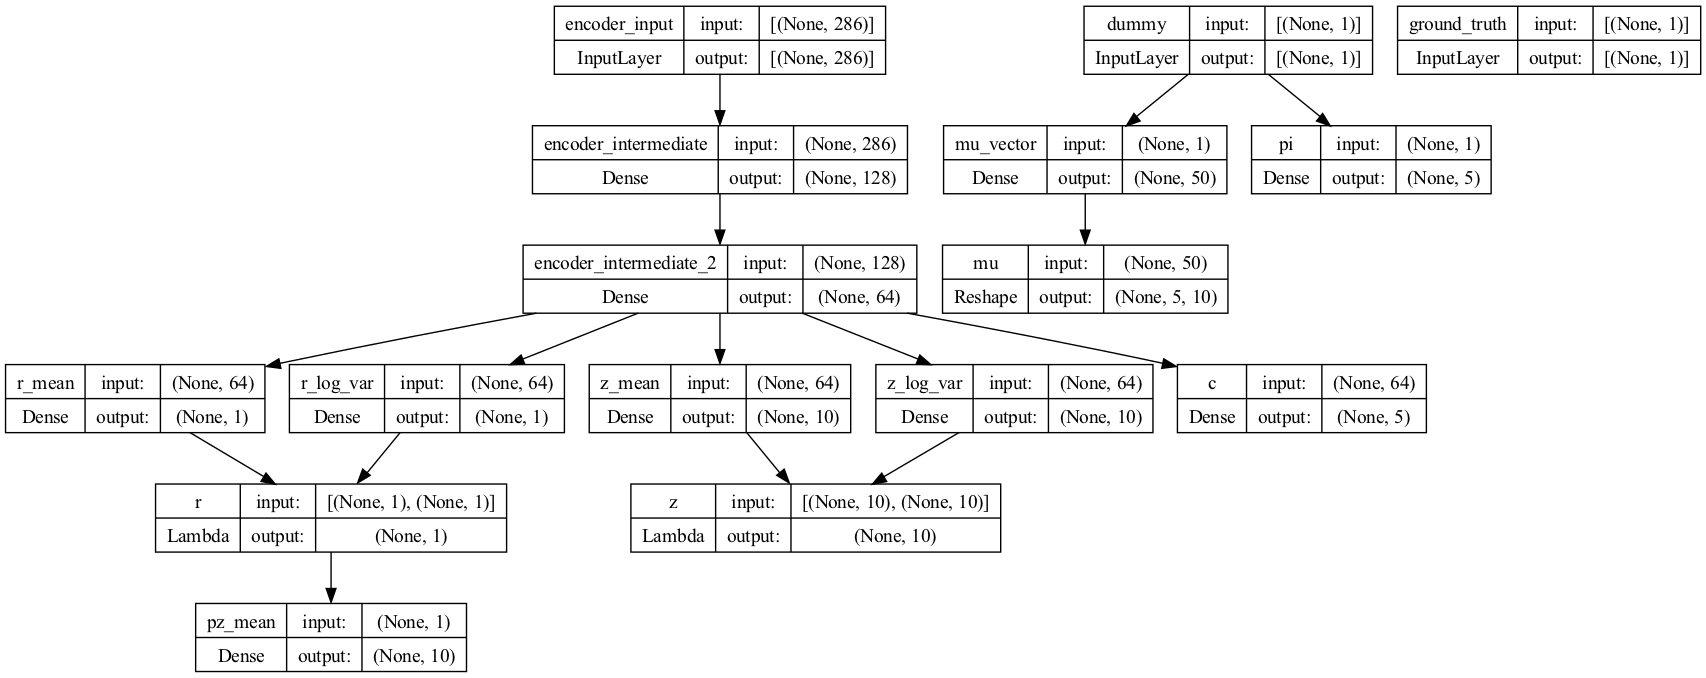 encoder_input input: [(None, 286)]
InputLayer output: [(None, 286)]
dummy input: [(None, 1)]
InputLayer output: [(None, 1)]
ground_truth input: [(None, 1)]
InputLayer output: [(None, 1)]
encoder_intermediate input: (None, 286)
Dense output: (None, 128)
mu_vector input: (None, 1)
Dense output: (None, 50)
pi input: (None, 1)
Dense output: (None, 5)
encoder_intermediate_2 input: (None, 128)
Dense output: (None, 64)
mu input: (None, 50)
Reshape output: (None, 5, 10)
r_mean input: (None, 64)
Dense output: (None, 1)
r_log_var input: (None, 64)
Dense output: (None, 1)
z_mean input: (None, 64)
Dense output: (None, 10)
z_log_var input: (None, 64)
Dense output: (None, 10)
c input: (None, 64)
Dense output: (None, 5)
r input: [(None, 1), (None, 1)]
Lambda output: (None, 1)
z input: [(None, 10), (None, 10)]
Lambda output: (None, 10)
pz_mean input: (None, 1)
Dense output: (None, 10)